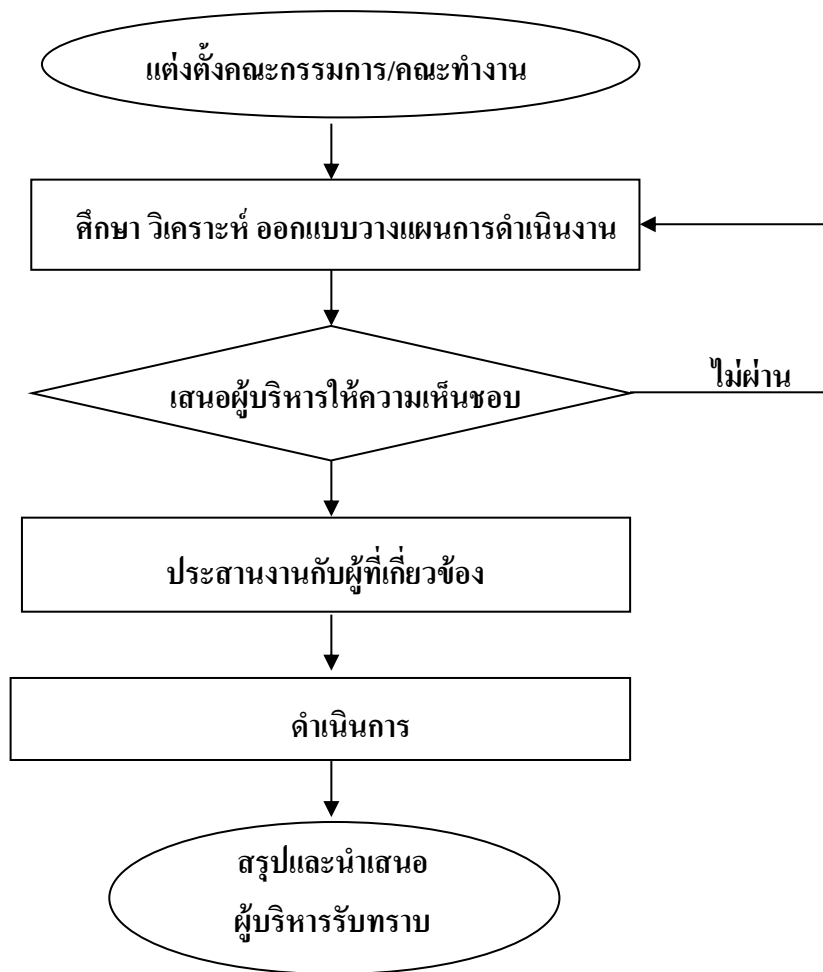 แต่งตั้งคณะกรรมการ/คณะทำงาน
ศึกษา วิเคราะห์ ออกแบบวางแผนการดำเนินงาน
เสนอผู้บริหารให้ความเห็นชอบ
ไม่ผ่าน
ประสานงานกับผู้ที่เกี่ยวข้อง
ดำเนินการ
สรุปและนำเสนอ
ผู้บริหารรับทราบ